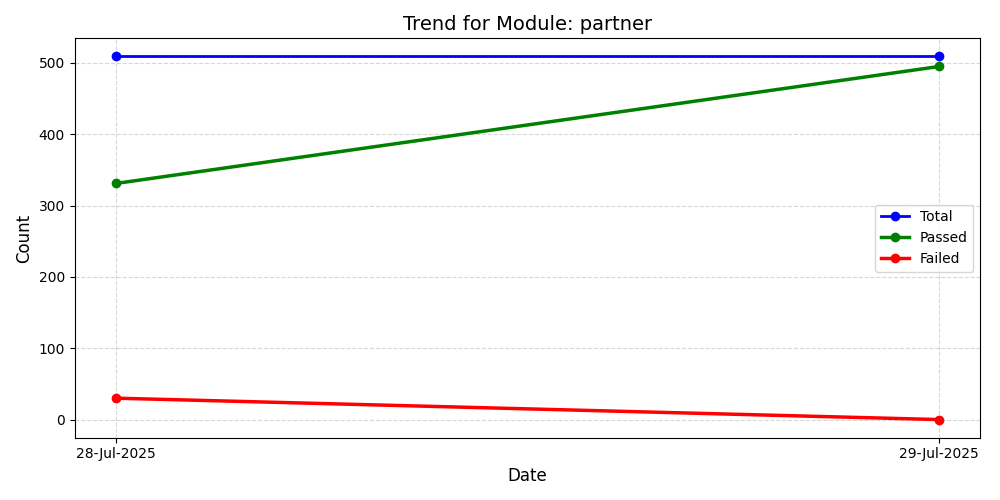 Trend for Module: partner
500
400
300
200
100
0
Count
Total
Passed
Failed
28-Jul-2025
29-Jul-2025
Date